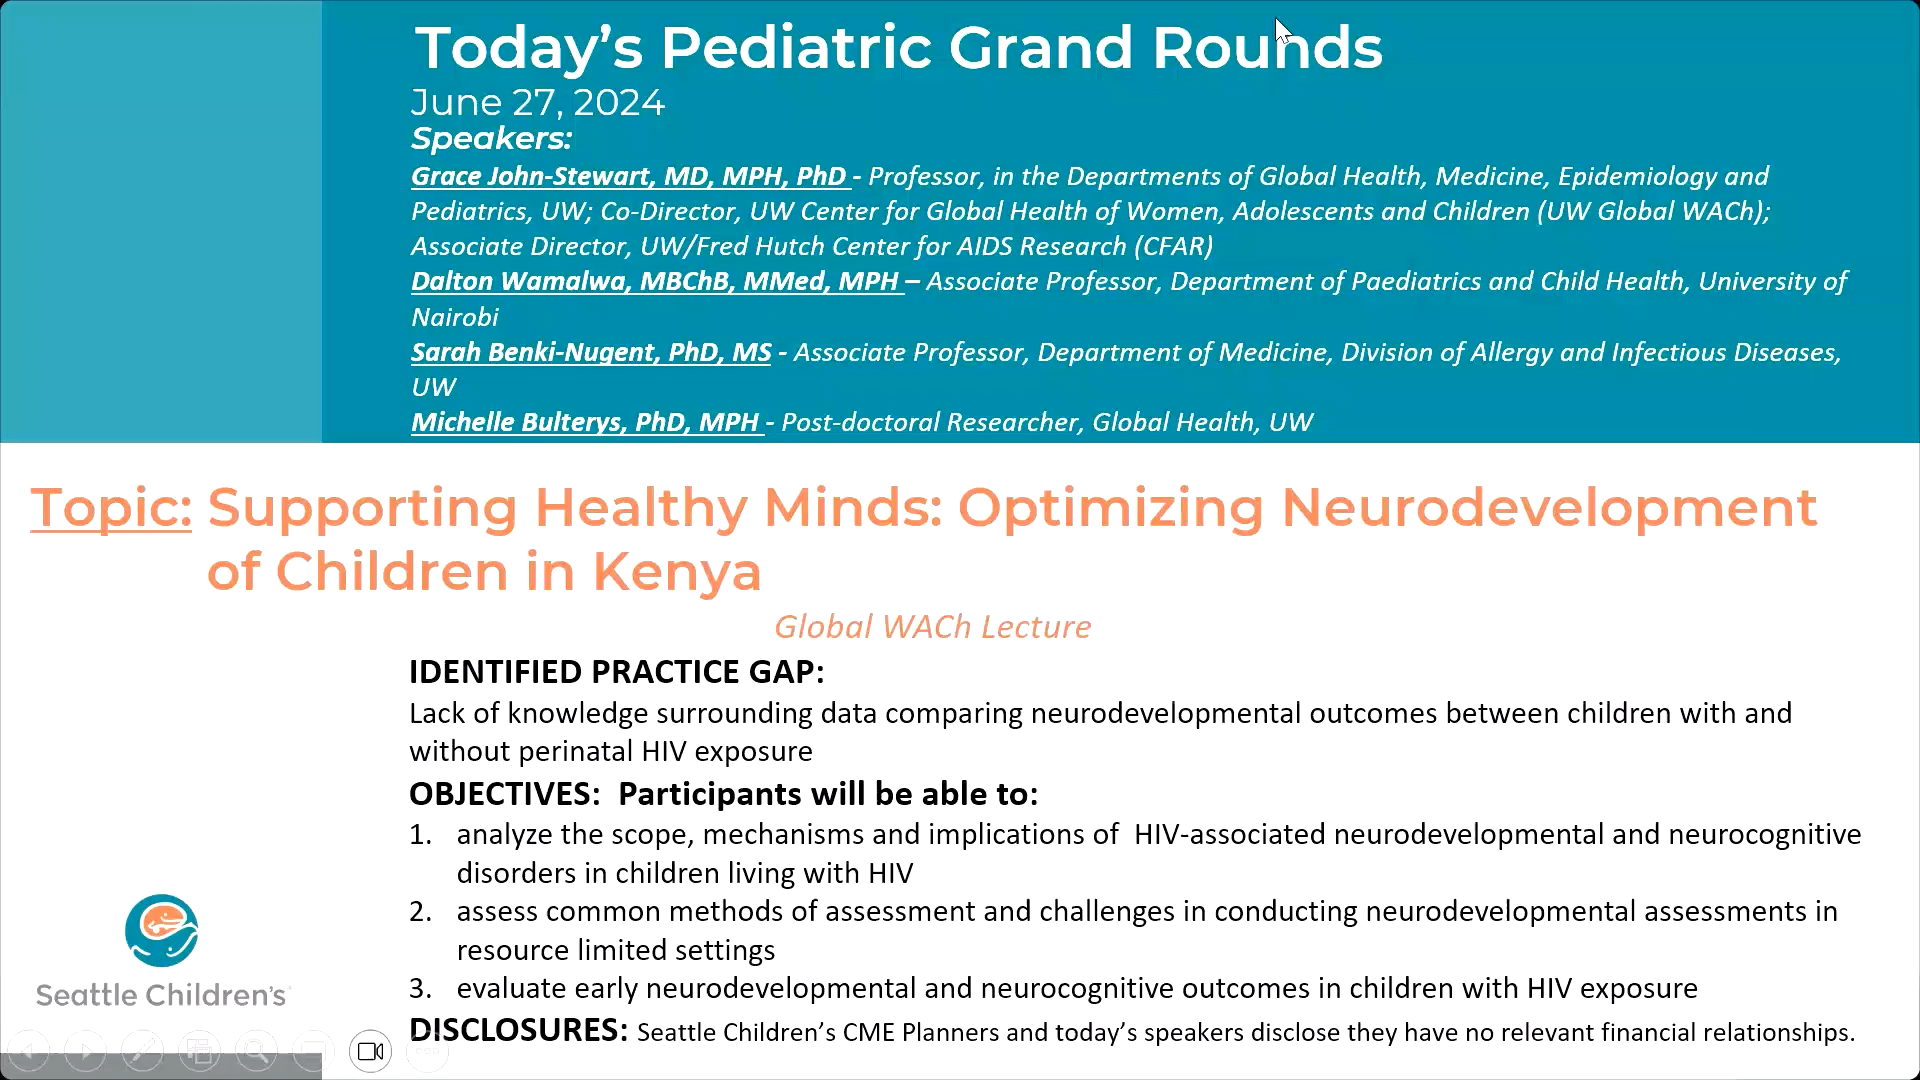 Today's Pediatric Grand Rounds
June 27, 2024
Speakers:
Grace John-Stewart, MD, MPH, PhD - Professor, in the Departments of Global Health, Medicine, Epidemiology and
Pediatrics, UW; Co-Director, UW Center for Global Health of Women, Adolescents and Children (UW Global WACh);
Associate Director, UW/Fred Hutch Center for AIDS Research (CFAR)
Dalton Wamalwa, MBChB, MMed, MPH – Associate Professor, Department of Paediatrics and Child Health, University of
Nairobi
Sarah Benki-Nugent, PhD, MS - Associate Professor, Department of Medicine, Division of Allergy and Infectious Diseases,
UW
Michelle Bulterys, PhD, MPH - Post-doctoral Researcher, Global Health, UW
Topic: Supporting Healthy Minds: Optimizing Neurodevelopment
of Children in Kenya
Global WACh Lecture
IDENTIFIED PRACTICE GAP:
Lack of knowledge surrounding data comparing neurodevelopmental outcomes between children with and
without perinatal HIV exposure
OBJECTIVES:  Participants will be able to:
1. analyze the scope, mechanisms and implications of  HIV-associated neurodevelopmental and neurocognitive
disorders in children living with HIV
2. assess common methods of assessment and challenges in conducting neurodevelopmental assessments in
resource limited settings
3. evaluate early neurodevelopmental and neurocognitive outcomes in children with HIV exposure
DISCLOSURES: Seattle Children's CME Planners and today's speakers disclose they have no relevant financial relationships.
Seattle Children's